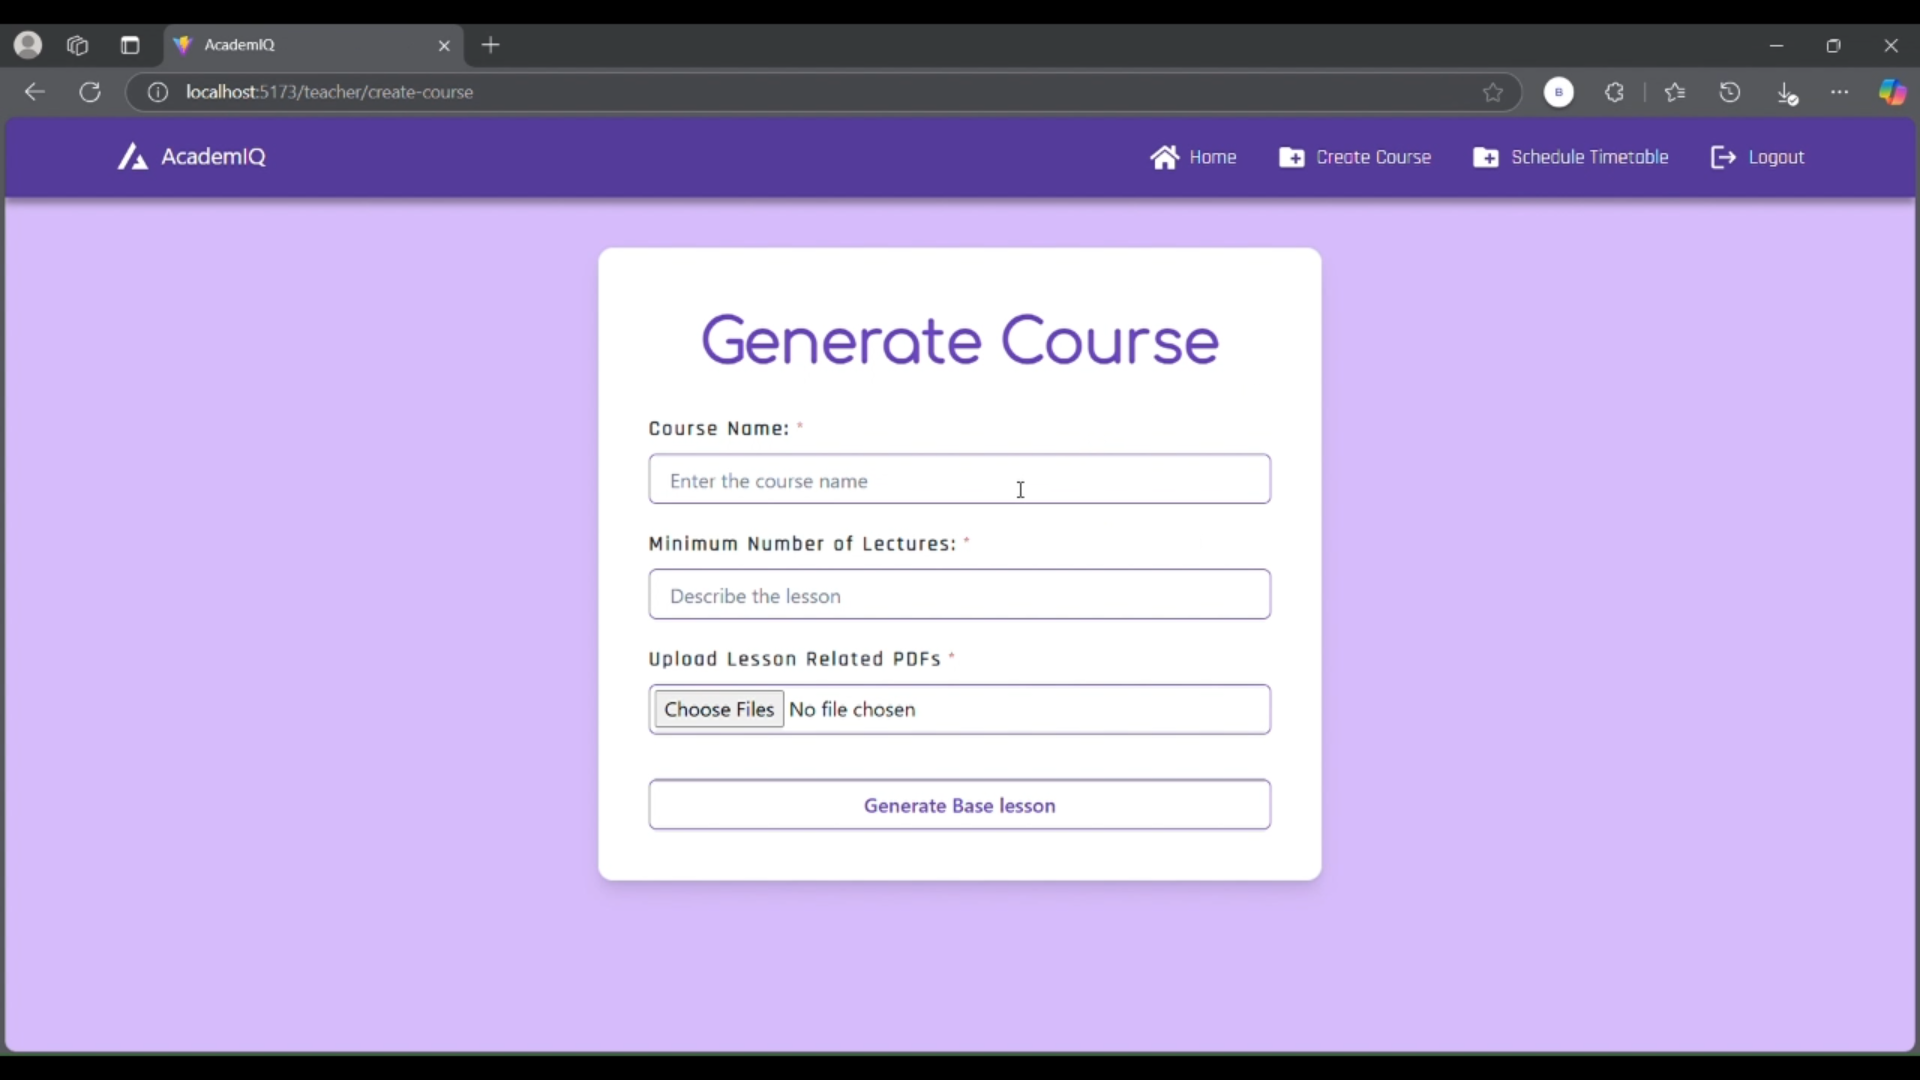 AcademIQ
localhost:5173/teacher/create-course
B
AcademIQ
Home
Create Course
Schedule Timetable
Logout
Generate Course
Course Name: *
Enter the course name
Minimum Number of Lectures: *
Describe the lesson
Upload Lesson Related PDFs *
Choose Files No file chosen
Generate Base lesson